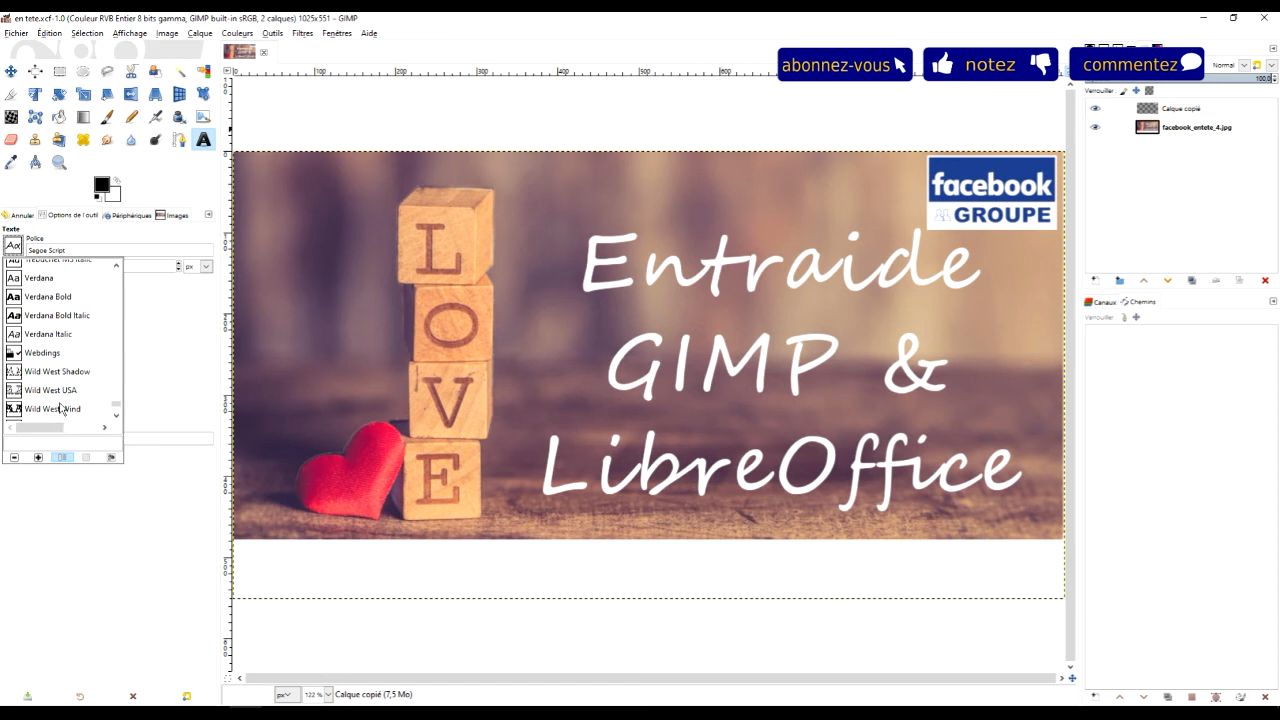 en tete.xcf-1.0 (Couleur RVB Entier 8 bits gamma, GIMP built-in sRGB, 2 calques) 1025x551 – GIMP
Fichier Édition Sélection Affichage Image Calque Couleurs Outils Filtres Fenêtres Aide
abonnez-vous notez commentez
Normal
100,0
Verrouiller :
Calque copié
facebook_entete_4.jpg
Annuler Options de l'outil Périphériques Images
Texte
Police
Segoe Script
px
Trebuchet MS Italic
Verdana
Verdana Bold
Verdana Bold Italic
Verdana Italic
Webdings
Wild West Shadow
Wild West USA
Wild West Wind
facebook
GROUPE
Entraide
GIMP &
LibreOffice
L
O
V
E
Canaux Chemins
Verrouiller :
px 122 % Calque copié (7,5 Mo)